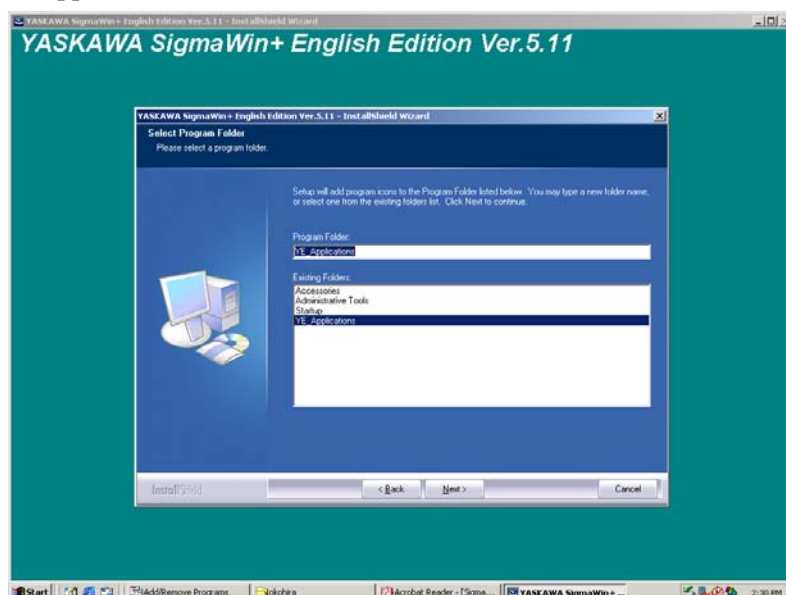 YASKAWA SigmaWin+ English Edition Ver.5.11 - InstallShield Wizard
YASKAWA SigmaWin+ English Edition Ver.5.11
YASKAWA SigmaWin+ English Edition Ver.5.11 - InstallShield Wizard
Select Program Folder
Please select a program folder.
Setup will add program icons to the Program Folder listed below. You may type a new folder name,
or select one from the existing folders list. Click Next to continue.
Program Folder:
YE_Applications
Existing Folders:
Accessories
Administrative Tools
Startup
YE_Applications
InstallShield
< Back
Next >
Cancel
Start
Add/Remove Programs
Acrobat Reader - [Sigma...
YASKAWA SigmaWin+ ...
2:30 PM